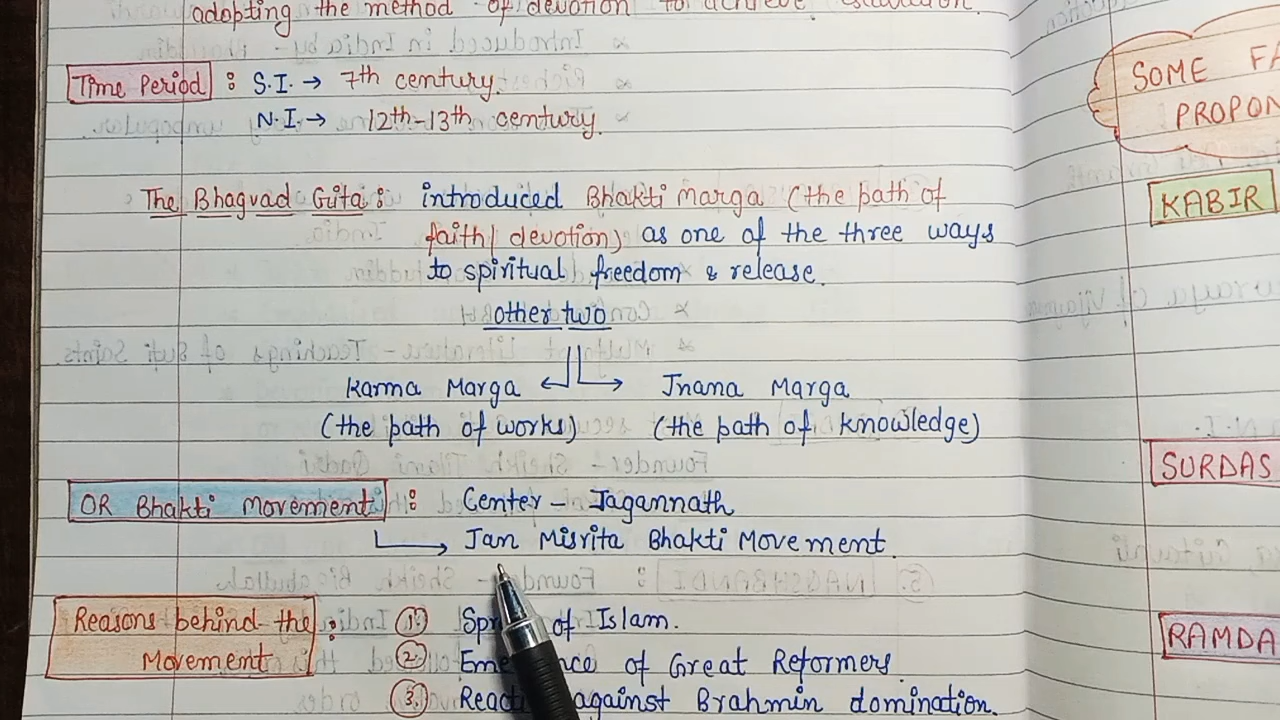 adopting the method of devotion to achieve salvation.
Time Period : S.I. → 7th century.
N.I. → 12th-13th century.
The Bhagvad Gita : introduced Bhakti marga (the path of
faith/devotion) as one of the three ways
to spiritual freedom & release.
other two
Karma Marga ← → Jnana Marga
(the path of works) (the path of knowledge)
OR Bhakti Movement : Center - Jagannath
→ Jan Misrita Bhakti Movement.
Reasons behind the Movement : 1. of Islam.
2. of Great Reformers.
3. against Brahmin domination.
SOME
PROPON
KABIR
SURDAS
RAMDA